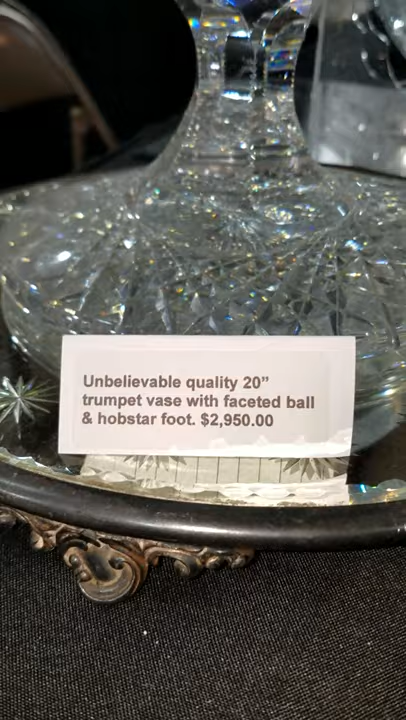 Unbelievable quality 20”
trumpet vase with faceted ball
& hobstar foot. $2,950.00